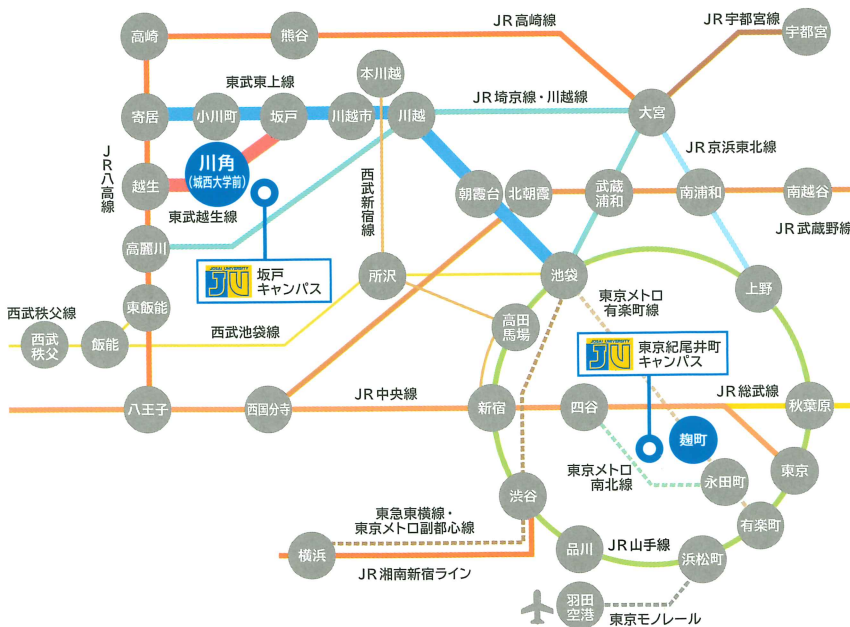 JR高崎線
JR宇都宮線
高崎
熊谷
宇都宮
本川越
東武東上線
JR埼京線・川越線
大宮
寄居
小川町
坂戸
川越市
川越
JR京浜東北線
川角
(城西大学前)
JR八高線
越生
西武新宿線
朝霞台
北朝霞
武蔵
浦和
南浦和
南越谷
東武越生線
JR武蔵野線
高麗川
JOSAI UNIVERSITY
JU
坂戸
キャンパス
所沢
池袋
上野
東飯能
東京メトロ
有楽町線
西武秩父線
西武
秩父
飯能
西武池袋線
高田
馬場
JOSAI UNIVERSITY
JU
東京紀尾井町
キャンパス
JR中央線
JR総武線
八王子
西国分寺
新宿
四谷
秋葉原
麹町
東京メトロ
南北線
永田町
東京
渋谷
有楽町
東急東横線・
東京メトロ副都心線
横浜
品川
JR山手線
浜松町
JR湘南新宿ライン
羽田
空港
東京モノレール